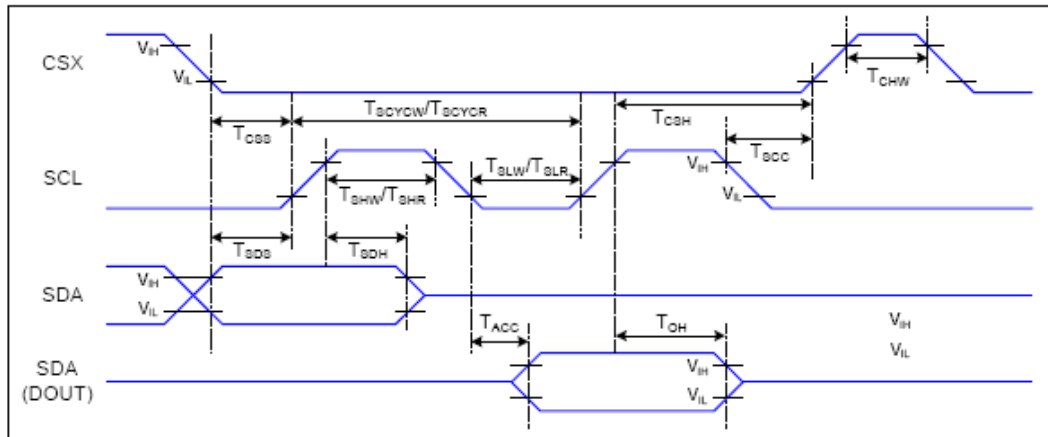 CSX
VIH
VIL
TCHW
TCSS
TSCYCW/TSCYCR
TCSH
TSCC
SCL
TSHW/TSHR
TSLW/TSLR
VIH
VIL
TSDS
TSDH
SDA
VIH
VIL
TACC
TOH
VIH
VIL
SDA
(DOUT)
VIH
VIL